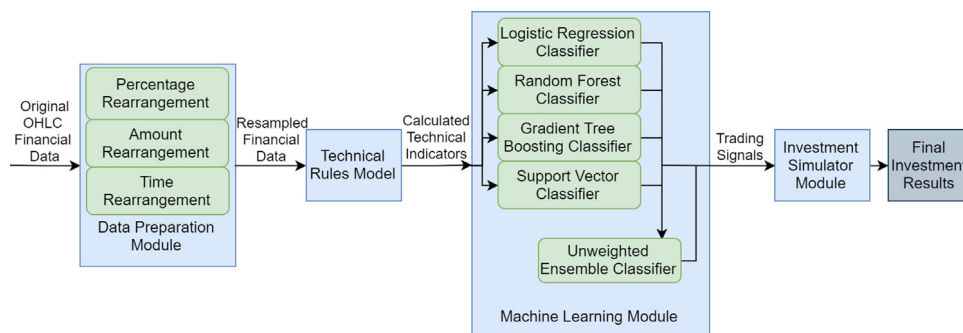 Original
OHLC
Financial
Data
Percentage
Rearrangement
Amount
Rearrangement
Time
Rearrangement
Data Preparation
Module
Resampled
Financial
Data
Technical
Rules Model
Calculated
Technical
Indicators
Logistic Regression
Classifier
Random Forest
Classifier
Gradient Tree
Boosting Classifier
Support Vector
Classifier
Unweighted
Ensemble Classifier
Machine Learning Module
Trading
Signals
Investment
Simulator
Module
Final
Investment
Results